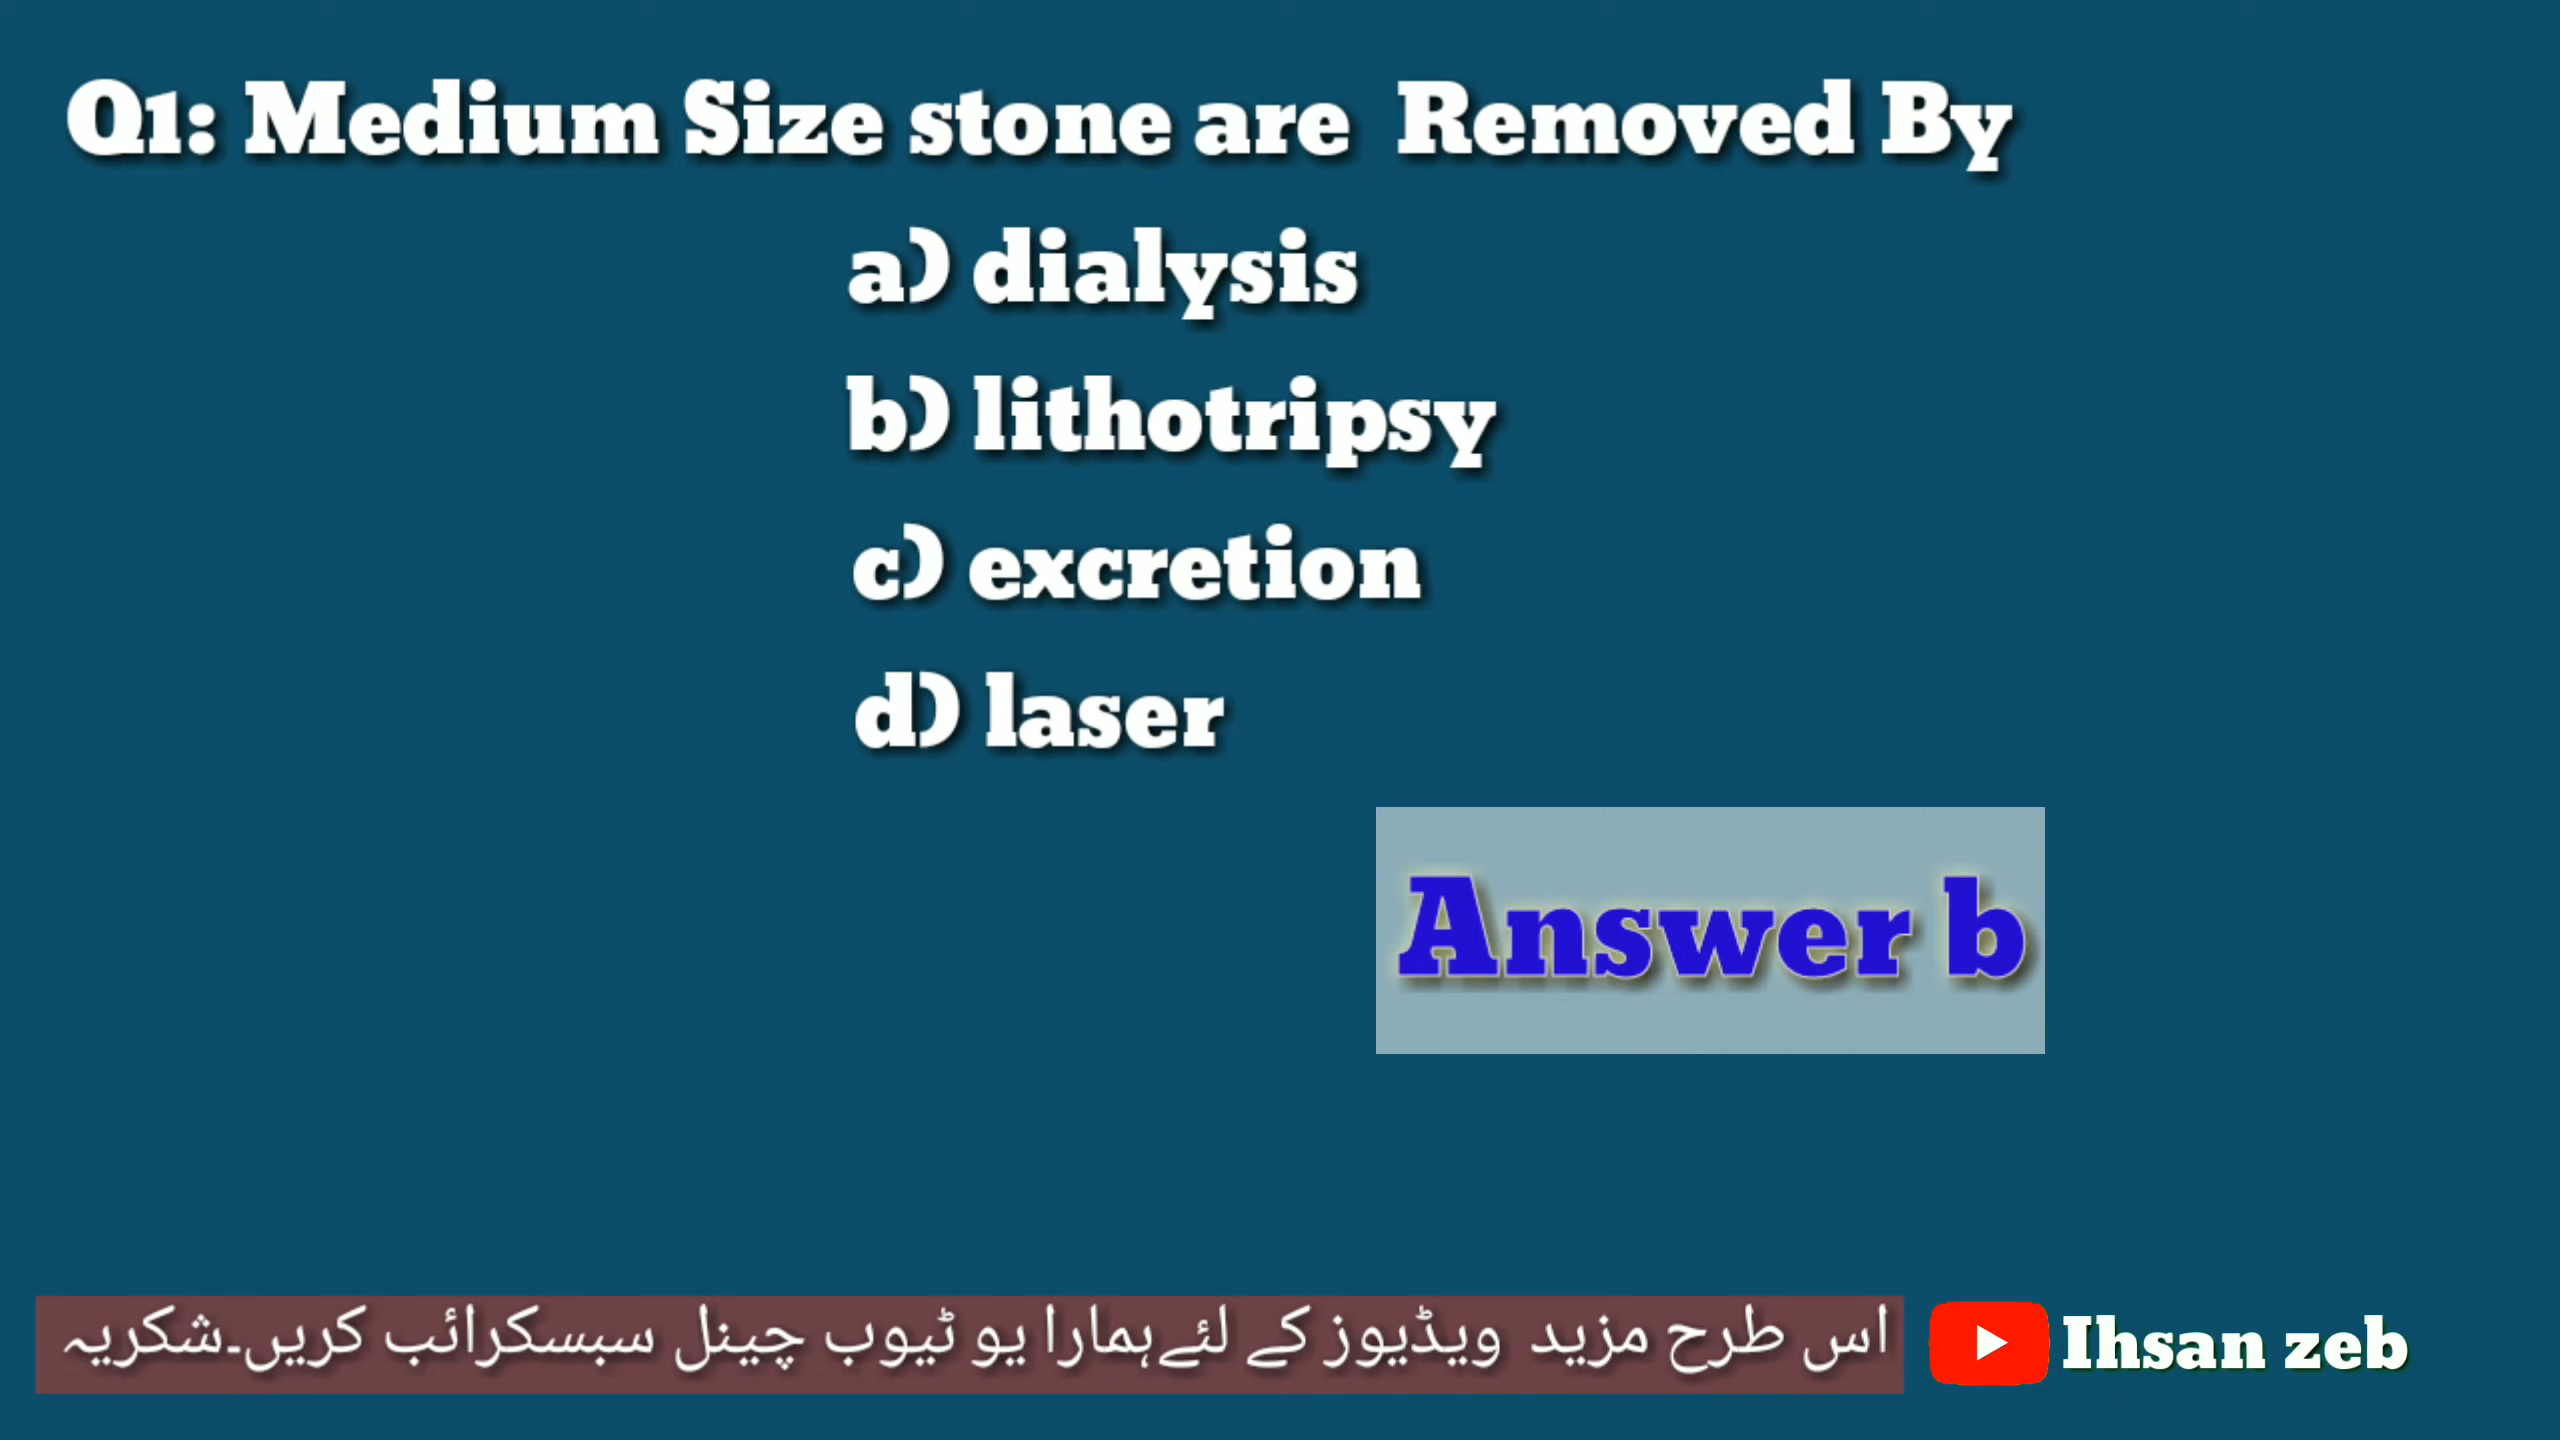 Q1: Medium Size stone are Removed By
a) dialysis
b) lithotripsy
c) excretion
d) laser
Answer b
اس طرح مزید ویڈیوز کے لئےہمارا یو ٹیوب چینل سبسکرائب کریں۔شکریہ
Ihsan zeb